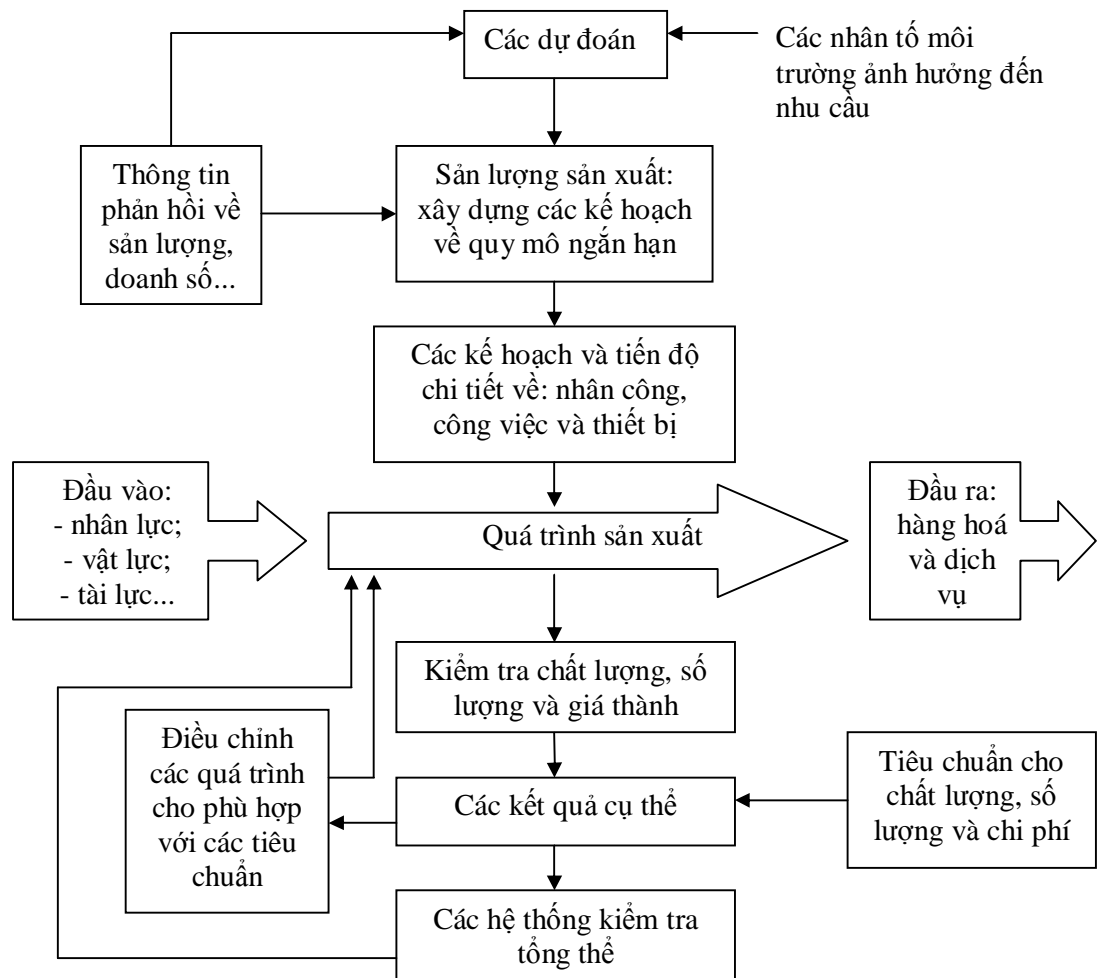 Các dự đoán
Các nhân tố môi
trường ảnh hưởng đến
nhu cầu
Thông tin
phản hồi về
sản lượng,
doanh số...
Sản lượng sản xuất:
xây dựng các kế hoạch
về quy mô ngắn hạn
Các kế hoạch và tiến độ
chi tiết về: nhân công,
công việc và thiết bị
Đầu vào:
- nhân lực;
- vật lực;
- tài lực...
Quá trình sản xuất
Đầu ra:
hàng hoá
và dịch
vụ
Kiểm tra chất lượng, số
lượng và giá thành
Điều chỉnh
các quá trình
cho phù hợp
với các tiêu
chuẩn
Các kết quả cụ thể
Tiêu chuẩn cho
chất lượng, số
lượng và chi phí
Các hệ thống kiểm tra
tổng thể